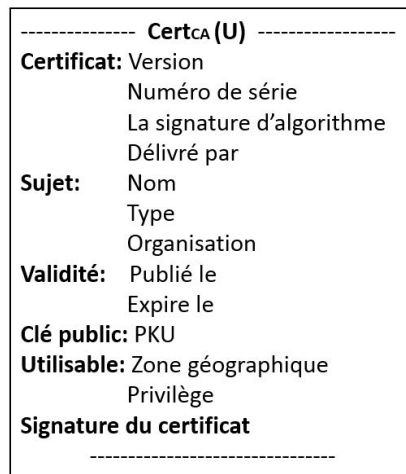 --------------- CertCA (U) ------------------
Certificat: Version
Numéro de série
La signature d’algorithme
Délivré par
Sujet: Nom
Type
Organisation
Validité: Publié le
Expire le
Clé public: PKU
Utilisable: Zone géographique
Privilège
Signature du certificat
--------------------------------